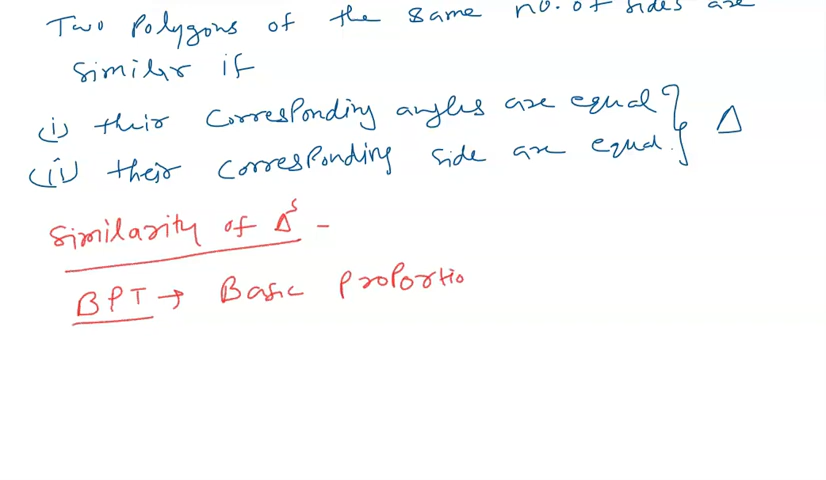 Two Polygons of the same no. of sides are
similar if
(i) their corresponding angles are equal } Δ
(ii) their corresponding side are equal.
Similarity of Δs -
BPT → Basic Proportio